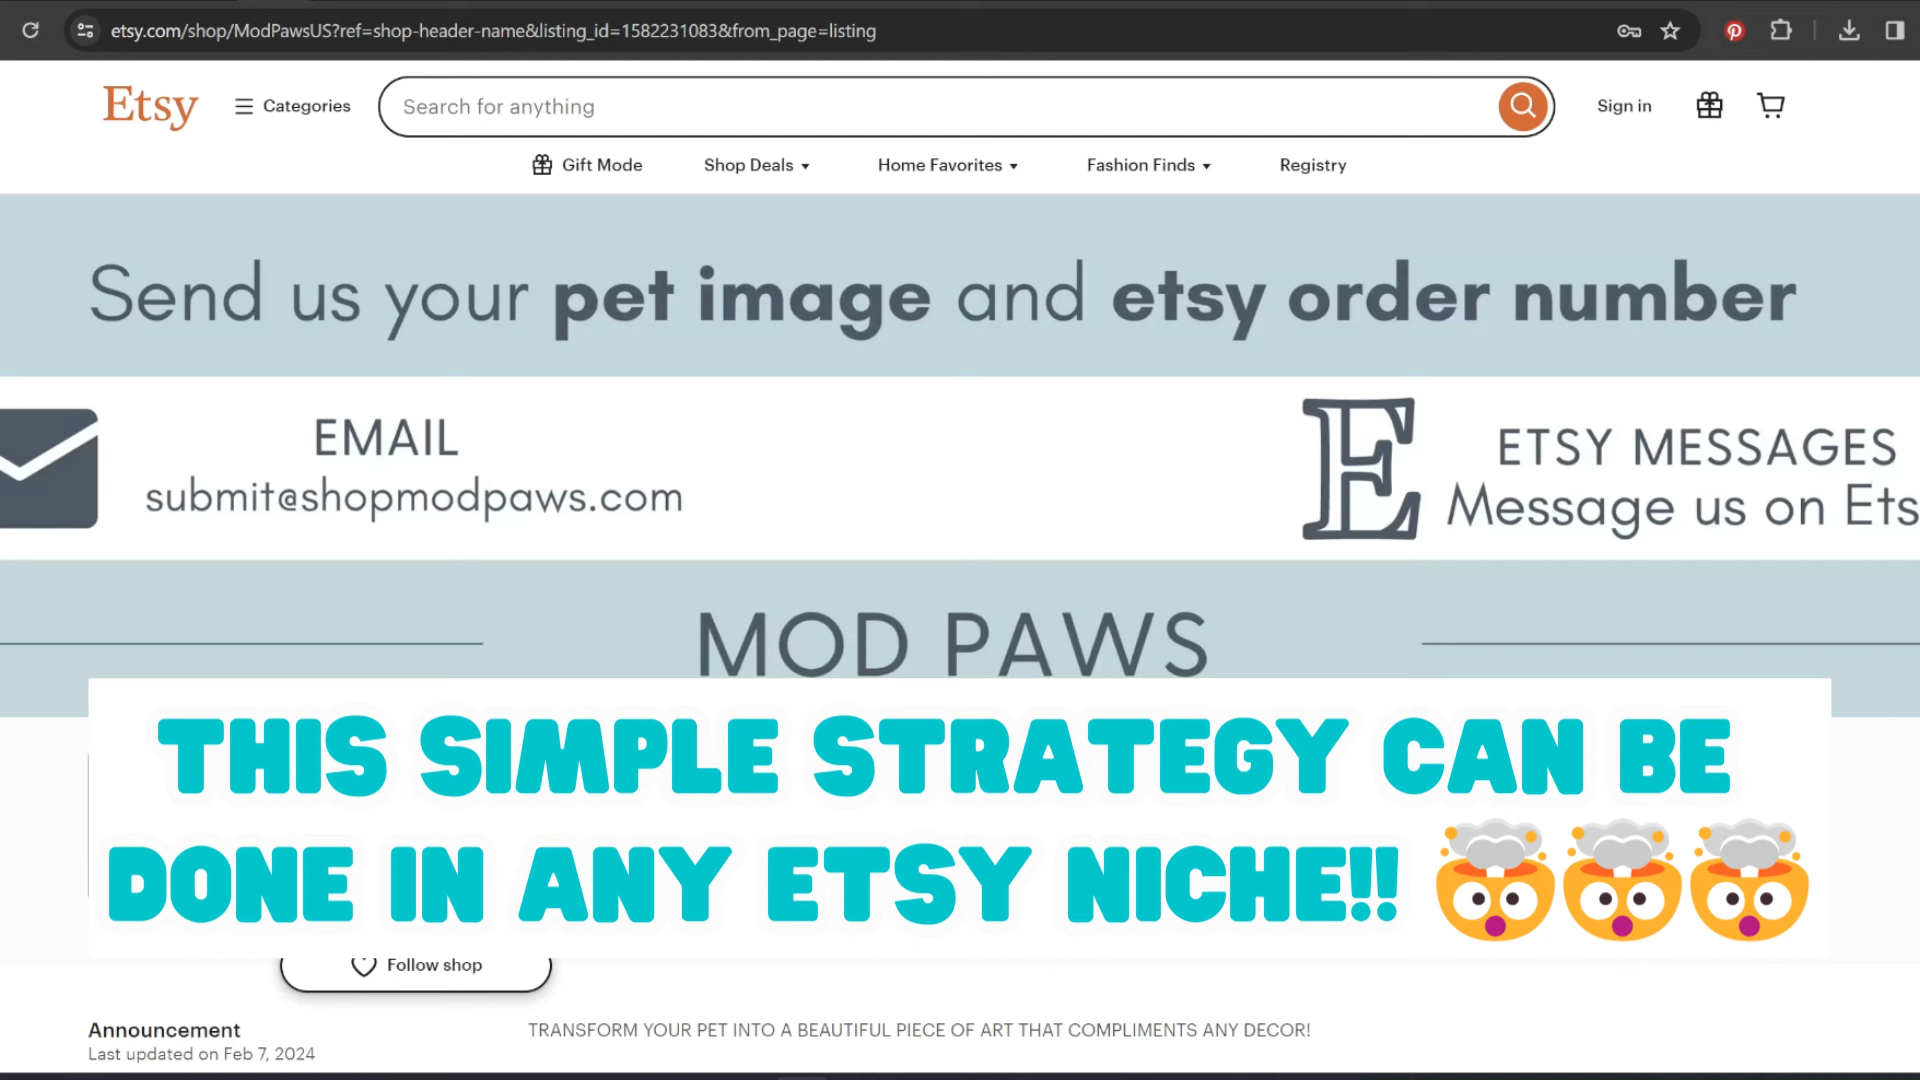 etsy.com/shop/ModPawsUS?ref=shop-header-name&listing_id=1582231083&from_page=listing
Etsy
Categories
Search for anything
Sign in
Gift Mode
Shop Deals
Home Favorites
Fashion Finds
Registry
Send us your pet image and etsy order number
EMAIL
submit@shopmodpaws.com
E
ETSY MESSAGES
Message us on Ets
MOD PAWS
THIS SIMPLE STRATEGY CAN BE
DONE IN ANY ETSY NICHE!!
Follow shop
Announcement
Last updated on Feb 7, 2024
TRANSFORM YOUR PET INTO A BEAUTIFUL PIECE OF ART THAT COMPLIMENTS ANY DECOR!